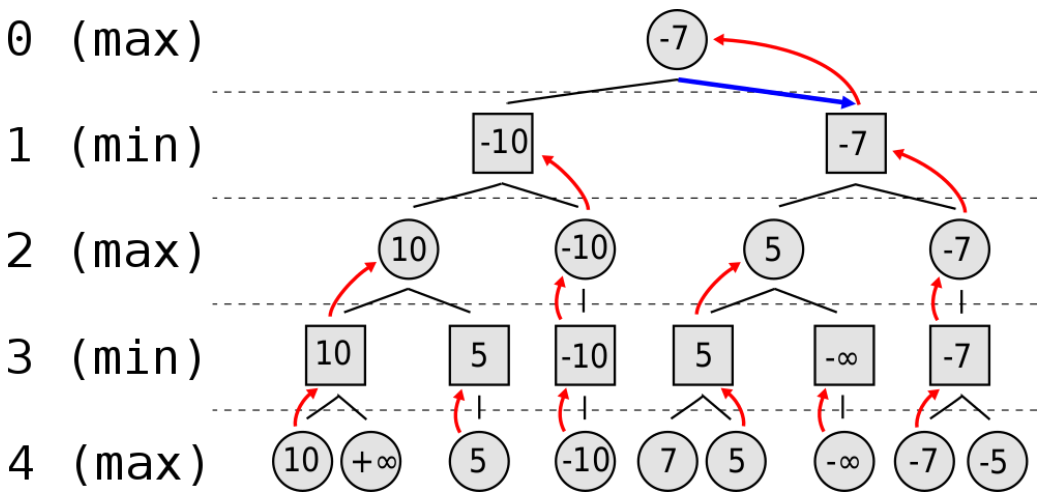 0 (max) -7
1 (min) -10 -7
2 (max) 10 -10 5 -7
3 (min) 10 5 -10 5 -∞ -7
4 (max) 10 +∞ 5 -10 7 5 -∞ -7 -5